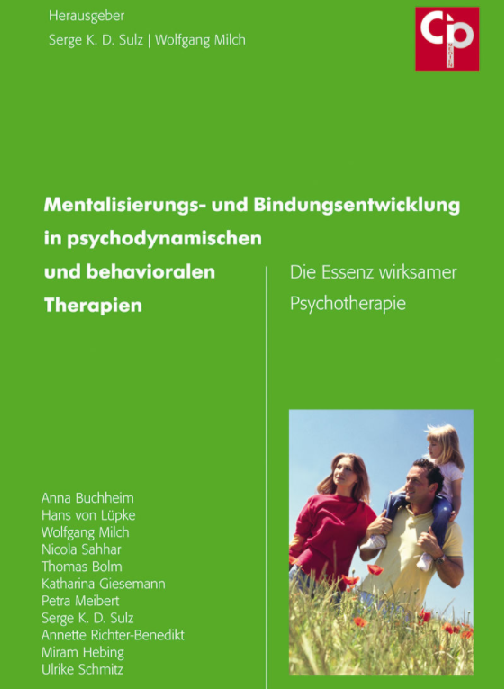 Herausgeber
Serge K. D. Sulz | Wolfgang Milch
CIP
MEDIEN
Mentalisierungs- und Bindungsentwicklung
in psychodynamischen
und behavioralen
Therapien
Die Essenz wirksamer
Psychotherapie
Anna Buchheim
Hans von Lüpke
Wolfgang Milch
Nicola Sahhar
Thomas Bolm
Katharina Giesemann
Petra Meibert
Serge K. D. Sulz
Annette Richter-Benedikt
Miram Hebing
Ulrike Schmitz